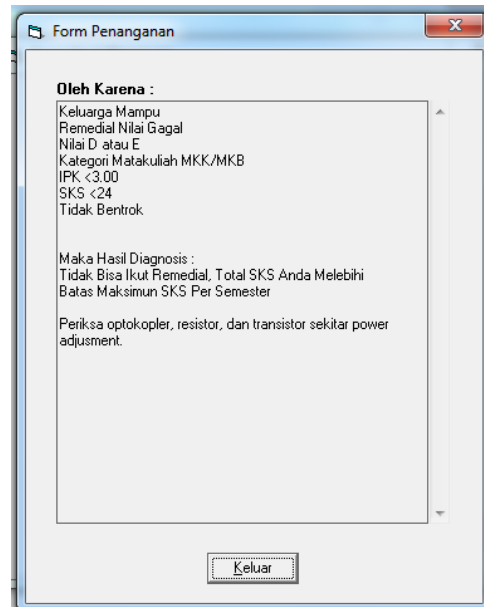 Form Penanganan
Oleh Karena :
Keluarga Mampu
Remedial Nilai Gagal
Nilai D atau E
Kategori Matakuliah MKK/MKB
IPK <3.00
SKS <24
Tidak Bentrok
Maka Hasil Diagnosis :
Tidak Bisa Ikut Remedial, Total SKS Anda Melebihi
Batas Maksimun SKS Per Semester
Periksa optokopler, resistor, dan transistor sekitar power
adjusment.
Keluar